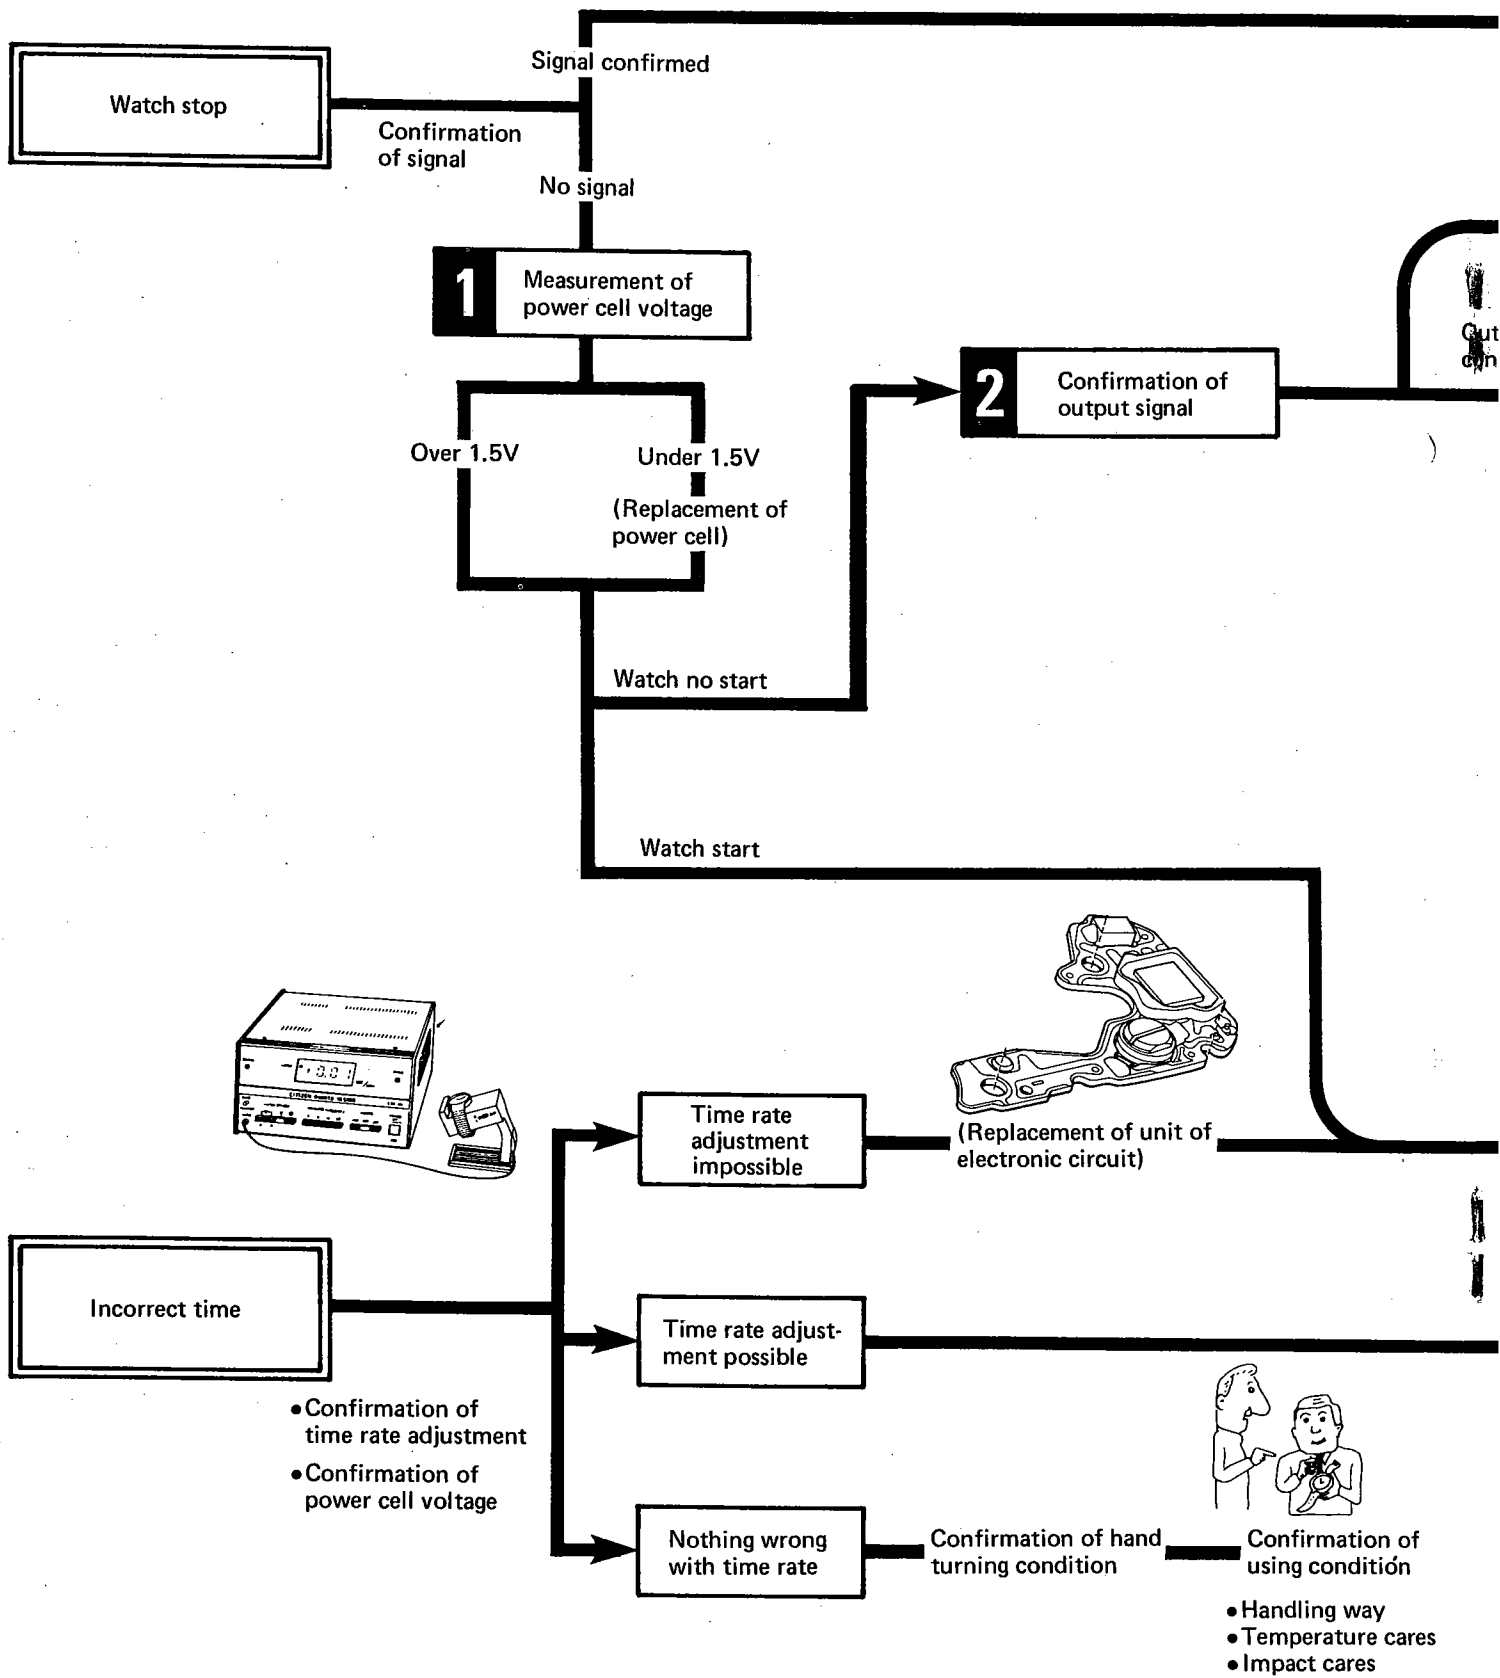 Signal confirmed
Watch stop
Confirmation
of signal
No signal
1
Measurement of
power cell voltage
2
Confirmation of
output signal
Over 1.5V
Under 1.5V
(Replacement of
power cell)
Watch no start
Watch start
Time rate
adjustment
impossible
(Replacement of unit of
electronic circuit)
Incorrect time
Time rate adjust-
ment possible
• Confirmation of
time rate adjustment
• Confirmation of
power cell voltage
Nothing wrong
with time rate
Confirmation of hand
turning condition
Confirmation of
using condition
• Handling way
• Temperature cares
• Impact cares